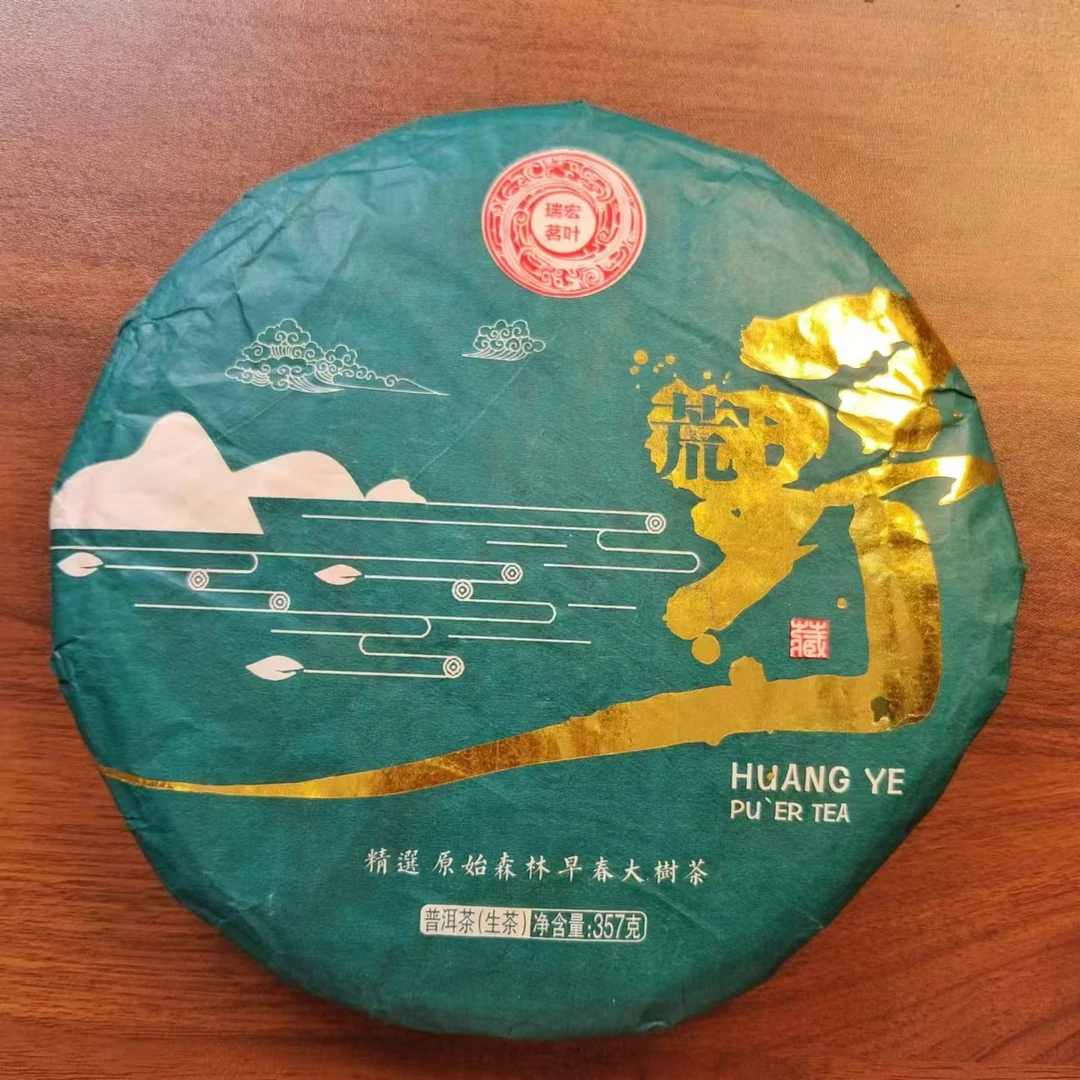 瑞宏
茗叶
荒野
藏
HUANG YE
PU`ER TEA
精選 原始森林早春大樹茶
普洱茶(生茶) 净含量:357克